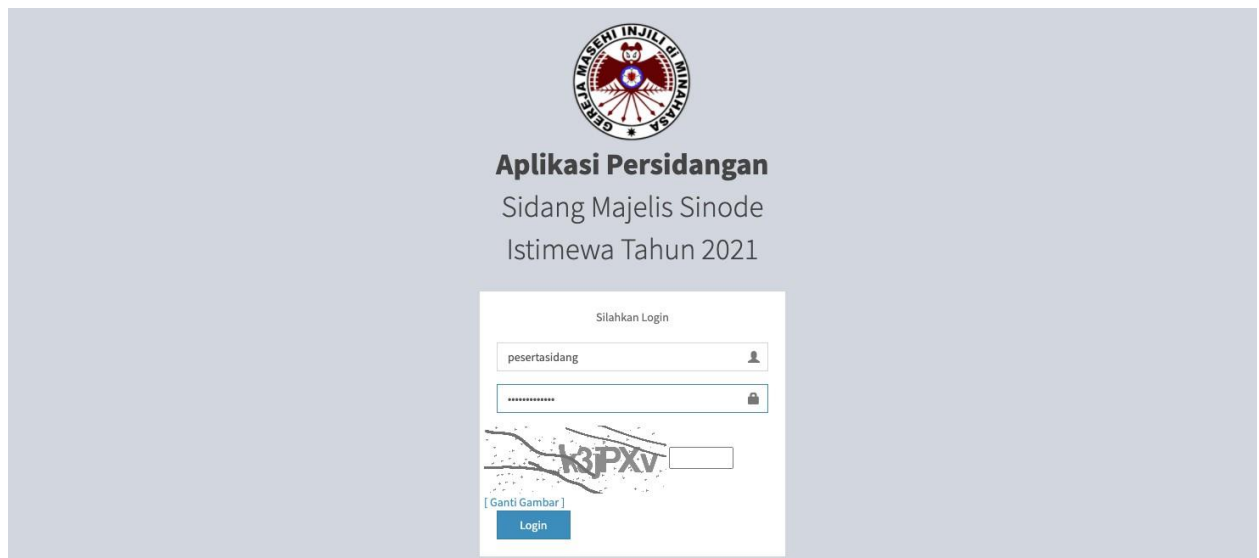 GEREJA MASEHI INJILI di MINAHASA
Aplikasi Persidangan
Sidang Majelis Sinode
Istimewa Tahun 2021
Silahkan Login
pesertasidang
•••••••••••••
k3jPXv
[ Ganti Gambar ]
Login